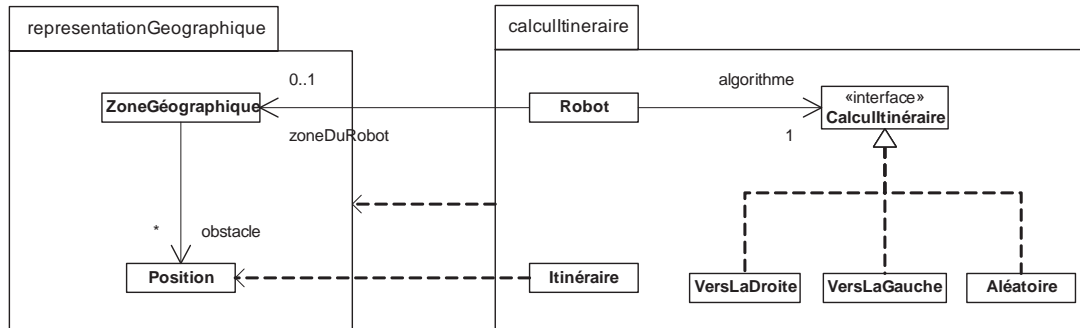 representationGeographique
calculItineraire
0..1
algorithme
«interface»
ZoneGéographique
Robot
CalculItinéraire
zoneDuRobot
1
*
obstacle
Position
Itinéraire
VersLaDroite
VersLaGauche
Aléatoire